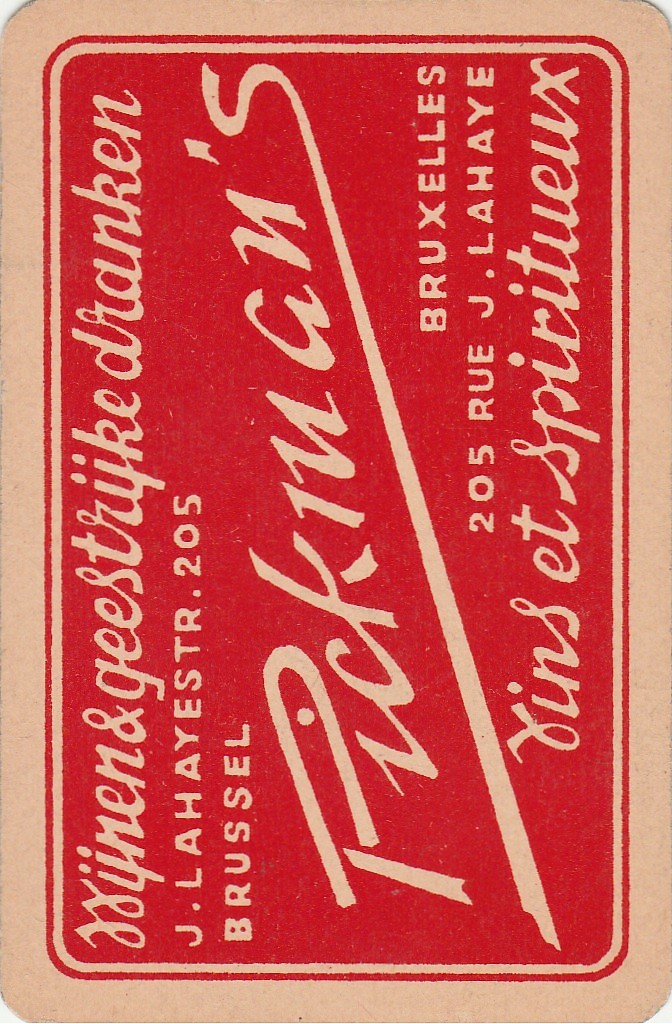 Wijnen & geestrijke dranken
J. LAHAYESTR. 205
BRUSSEL
Pickman's
BRUXELLES
205 RUE J. LAHAYE
Vins et spiritueux